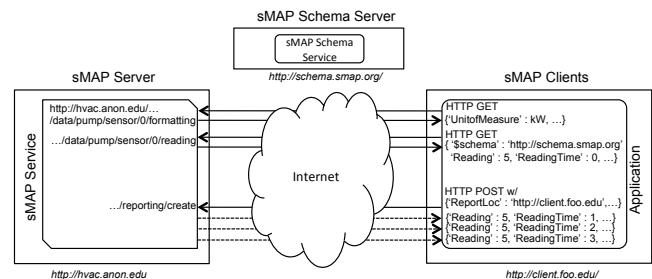 sMAP Schema Server
sMAP Schema
Service
http://schema.smap.org/
sMAP Server
sMAP Service
http://hvac.anon.edu/…
/data/pump/sensor/0/formatting
…/data/pump/sensor/0/reading
…/reporting/create
http://hvac.anon.edu
Internet
sMAP Clients
HTTP GET
{'UnitofMeasure' : kW, …}
HTTP GET
{ '$schema' : 'http://schema.smap.org'
'Reading' : 5, 'ReadingTime' : 0, …}
HTTP POST w/
{'ReportLoc' : 'http://client.foo.edu',…}
{'Reading' : 5, 'ReadingTime' : 1, …}
{'Reading' : 5, 'ReadingTime' : 2, …}
{'Reading' : 5, 'ReadingTime' : 3, …}
Application
http://client.foo.edu/